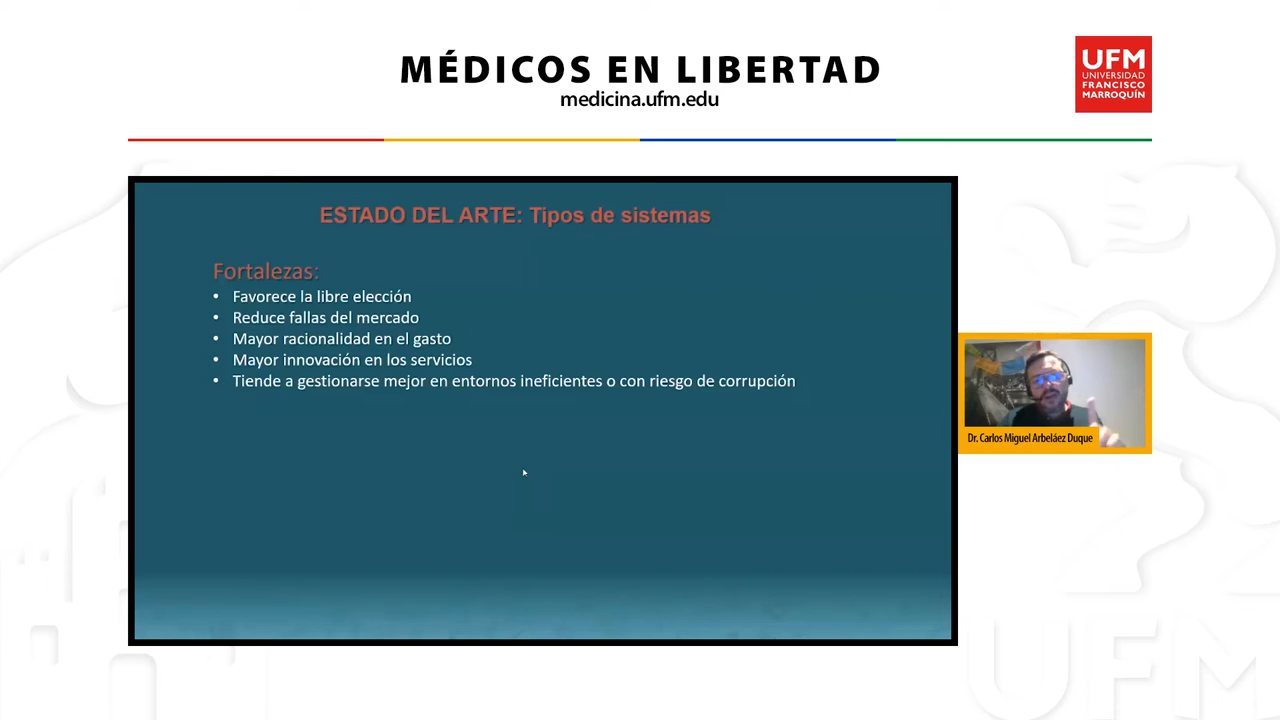 MÉDICOS EN LIBERTAD
medicina.ufm.edu
UFM
UNIVERSIDAD
FRANCISCO
MARROQUÍN
ESTADO DEL ARTE: Tipos de sistemas
Fortalezas:
• Favorece la libre elección
• Reduce fallas del mercado
• Mayor racionalidad en el gasto
• Mayor innovación en los servicios
• Tiende a gestionarse mejor en entornos ineficientes o con riesgo de corrupción
Dr. Carlos Miguel Arbeláez Duque
UFM